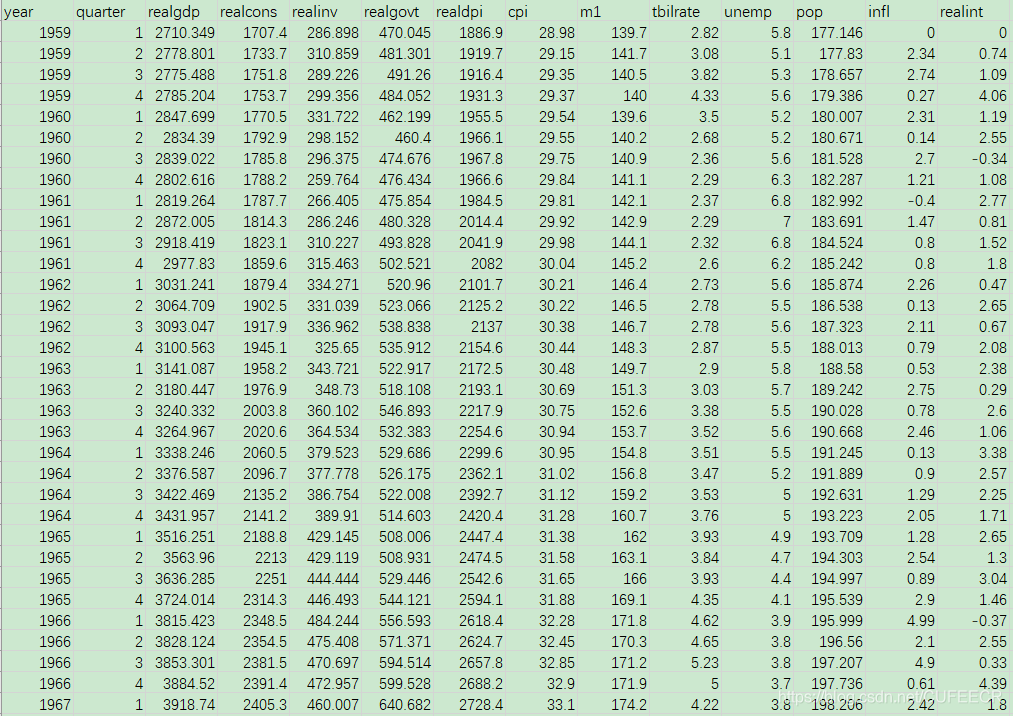 year quarter realgdp realcons realinv realgovt realdpi cpi m1 tbilrate unemp pop infl realint
1959 1 2710.349 1707.4 286.898 470.045 1886.9 28.98 139.7 2.82 5.8 177.146 0 0
1959 2 2778.801 1733.7 310.859 481.301 1919.7 29.15 141.7 3.08 5.1 177.83 2.34 0.74
1959 3 2775.488 1751.8 289.226 491.26 1916.4 29.35 140.5 3.82 5.3 178.657 2.74 1.09
1959 4 2785.204 1753.7 299.356 484.052 1931.3 29.37 140 4.33 5.6 179.386 0.27 4.06
1960 1 2847.699 1770.5 331.722 462.199 1955.5 29.54 139.6 3.5 5.2 180.007 2.31 1.19
1960 2 2834.39 1792.9 298.152 460.4 1966.1 29.55 140.2 2.68 5.2 180.671 0.14 2.55
1960 3 2839.022 1785.8 296.375 474.676 1967.8 29.75 140.9 2.36 5.6 181.528 2.7 -0.34
1960 4 2802.616 1788.2 259.764 476.434 1966.6 29.84 141.1 2.29 6.3 182.287 1.21 1.08
1961 1 2819.264 1787.7 266.405 475.854 1984.5 29.81 142.1 2.37 6.8 182.992 -0.4 2.77
1961 2 2872.005 1814.3 286.246 480.328 2014.4 29.92 142.9 2.29 7 183.691 1.47 0.81
1961 3 2918.419 1823.1 310.227 493.828 2041.9 29.98 144.1 2.32 6.8 184.524 0.8 1.52
1961 4 2977.83 1859.6 315.463 502.521 2082 30.04 145.2 2.6 6.2 185.242 0.8 1.8
1962 1 3031.241 1879.4 334.271 520.96 2101.7 30.21 146.4 2.73 5.6 185.874 2.26 0.47
1962 2 3064.709 1902.5 331.039 523.066 2125.2 30.22 146.5 2.78 5.5 186.538 0.13 2.65
1962 3 3093.047 1917.9 336.962 538.838 2137 30.38 146.7 2.78 5.6 187.323 2.11 0.67
1962 4 3100.563 1945.1 325.65 535.912 2154.6 30.44 148.3 2.87 5.5 188.013 0.79 2.08
1963 1 3141.087 1958.2 343.721 522.917 2172.5 30.48 149.7 2.9 5.8 188.58 0.53 2.38
1963 2 3180.447 1976.9 348.73 518.108 2193.1 30.69 151.3 3.03 5.7 189.242 2.75 0.29
1963 3 3240.332 2003.8 360.102 546.893 2217.9 30.75 152.6 3.38 5.5 190.028 0.78 2.6
1963 4 3264.967 2020.6 364.534 532.383 2254.6 30.94 153.7 3.52 5.6 190.668 2.46 1.06
1964 1 3338.246 2060.5 379.523 529.686 2299.6 30.95 154.8 3.51 5.5 191.245 0.13 3.38
1964 2 3376.587 2096.7 377.778 526.175 2362.1 31.02 156.8 3.47 5.2 191.889 0.9 2.57
1964 3 3422.469 2135.2 386.754 522.008 2392.7 31.12 159.2 3.53 5 192.631 1.29 2.25
1964 4 3431.957 2141.2 389.91 514.603 2420.4 31.28 160.7 3.76 5 193.223 2.05 1.71
1965 1 3516.251 2188.8 429.145 508.006 2447.4 31.38 162 3.93 4.9 193.709 1.28 2.65
1965 2 3563.96 2213 429.119 508.931 2474.5 31.58 163.1 3.84 4.7 194.303 2.54 1.3
1965 3 3636.285 2251 444.444 529.446 2542.6 31.65 166 3.93 4.4 194.997 0.89 3.04
1965 4 3724.014 2314.3 446.493 544.121 2594.1 31.88 169.1 4.35 4.1 195.539 2.9 1.46
1966 1 3815.423 2348.5 484.244 556.593 2618.4 32.28 171.8 4.62 3.9 195.999 4.99 -0.37
1966 2 3828.124 2354.5 475.408 571.371 2624.7 32.45 170.3 4.65 3.8 196.56 2.1 2.55
1966 3 3853.301 2381.5 470.697 594.514 2657.8 32.85 171.2 5.23 3.8 197.207 4.9 0.33
1966 4 3884.52 2391.4 472.957 599.528 2688.2 32.9 171.9 5 3.7 197.736 0.61 4.39
https://blog.csdn.net/CUFEECR
1967 1 3918.74 2405.3 460.007 640.682 2728.4 33.1 174.2 4.22 3.8 198.206 2.42 1.8